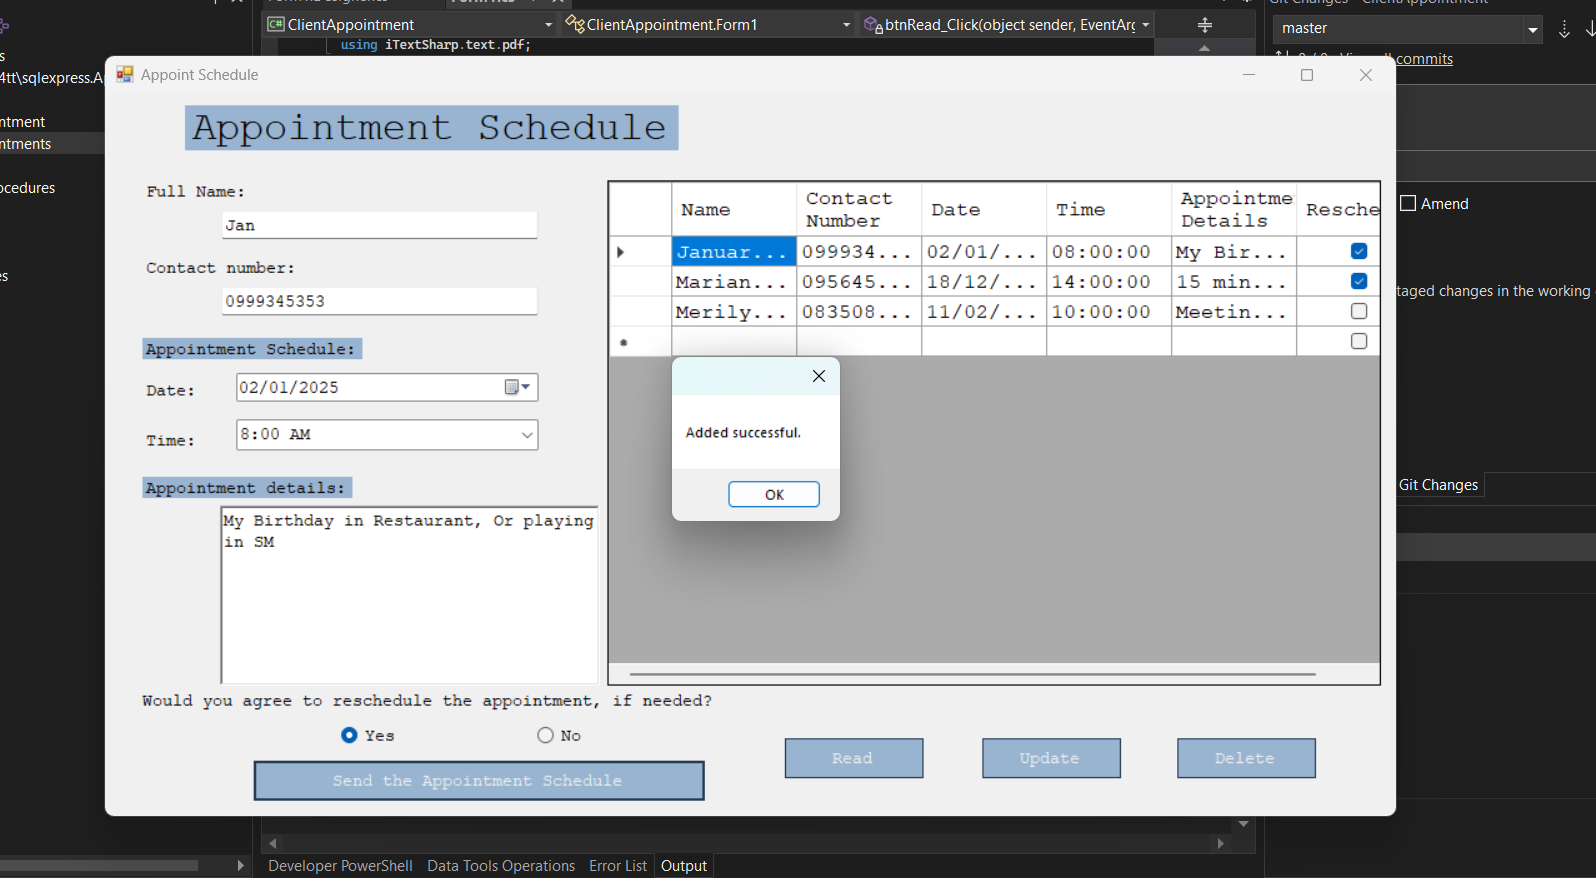 ClientAppointment
ClientAppointment.Form1
btnRead_Click(object sender, EventArg
master
using iTextSharp.text.pdf;
4tt\sqlexpress.Ap
commits
Appoint Schedule
Appointment Schedule
ntment
ntments
ocedures
Full Name:
Jan
Contact number:
0999345353
Appointment Schedule:
Date:
02/01/2025
Time:
8:00 AM
Appointment details:
My Birthday in Restaurant, Or playing
in SM
Would you agree to reschedule the appointment, if needed?
Yes
No
Send the Appointment Schedule
Name
Contact Number
Date
Time
Appointme Details
Resche
Januar... 099934... 02/01/... 08:00:00 My Bir...
Marian... 095645... 18/12/... 14:00:00 15 min...
Merily... 083508... 11/02/... 10:00:00 Meetin...
Added successful.
OK
Read
Update
Delete
Amend
taged changes in the working
Git Changes
Developer PowerShell
Data Tools Operations
Error List
Output